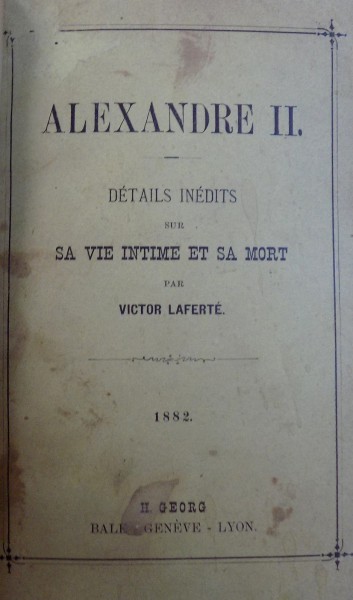 ALEXANDRE II.
DÉTAILS INÉDITS
SUR
SA VIE INTIME ET SA MORT
PAR
VICTOR LAFERTÉ.
1882.
H. GEORG
BALE - GENÈVE - LYON.